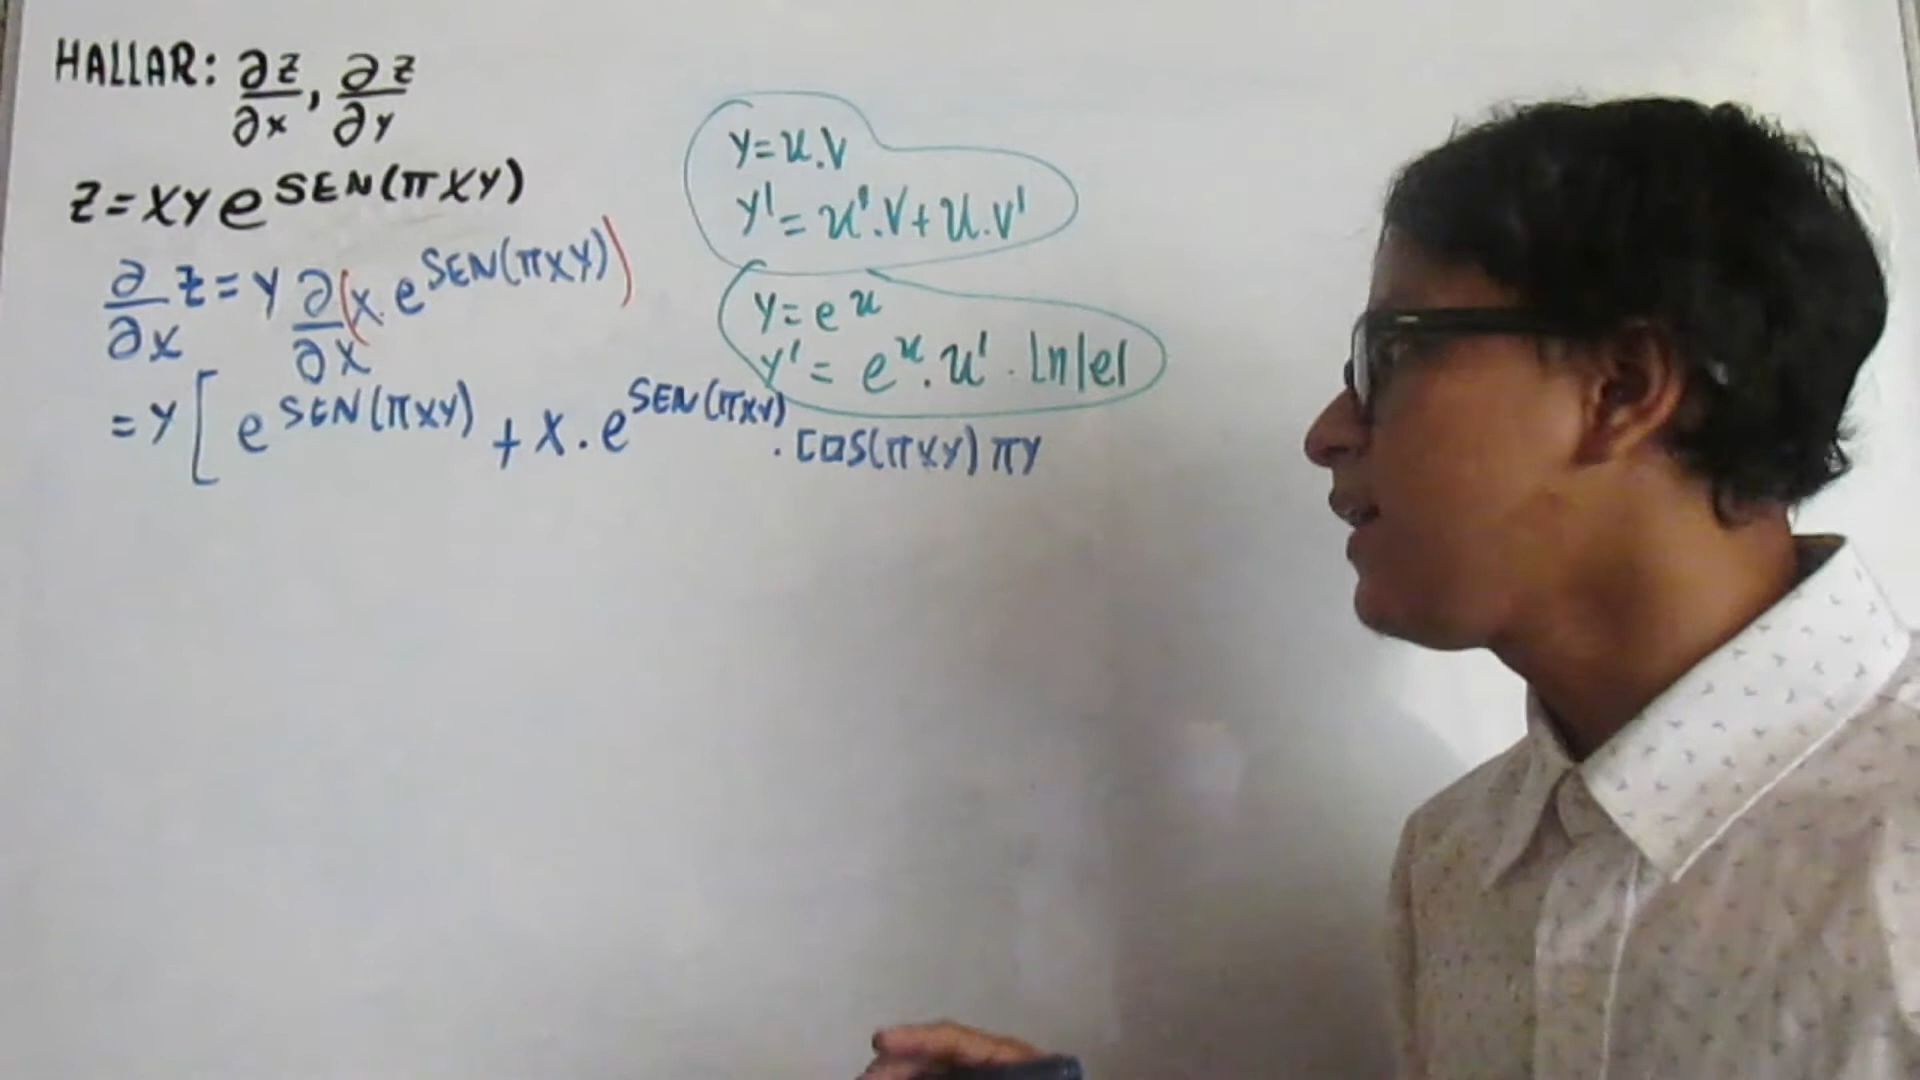 HALLAR: ∂z/∂x, ∂z/∂y
z=xy e^SEN(πxy)
∂/∂x z=y ∂/∂x(x.e^SEN(πxy))
=y[e^SEN(πxy)+x.e^SEN(πxy).cos(πxy)πy
y=u.v
y'=u'.v+u.v'
y=e^u
y'=e^u.u'.ln|e|